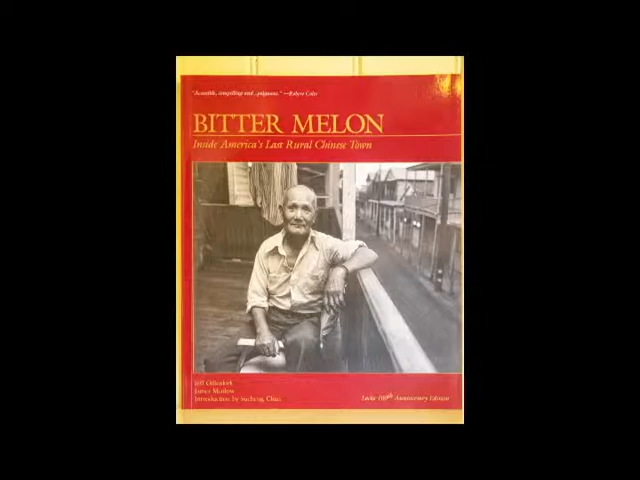 "Beautiful, compelling and...poignant." —Robert Coles
BITTER MELON
Inside America's Last Rural Chinese Town
Jeff Gillenkirk
James Motlow
Introduction by Sucheng Chan
Locke 100th Anniversary Edition